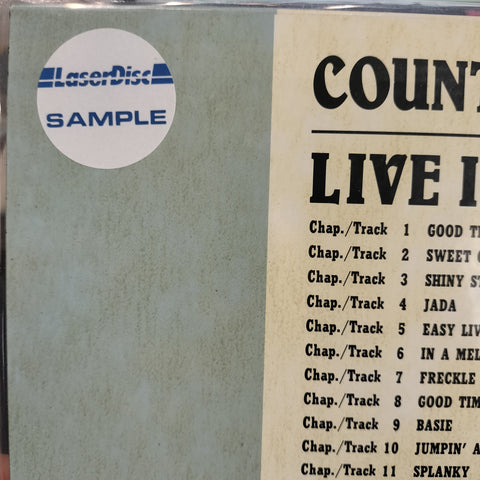 LaserDisc
SAMPLE
COUNT
LIVE I
Chap./Track 1 GOOD TI
Chap./Track 2 SWEET
Chap./Track 3 SHINY ST
Chap./Track 4 JADA
Chap./Track 5 EASY LIV
Chap./Track 6 IN A MEL
Chap./Track 7 FRECKLE
Chap./Track 8 GOOD TIM
Chap./Track 9 BASIE
Chap./Track 10 JUMPIN' A
Chap./Track 11 SPLANKY